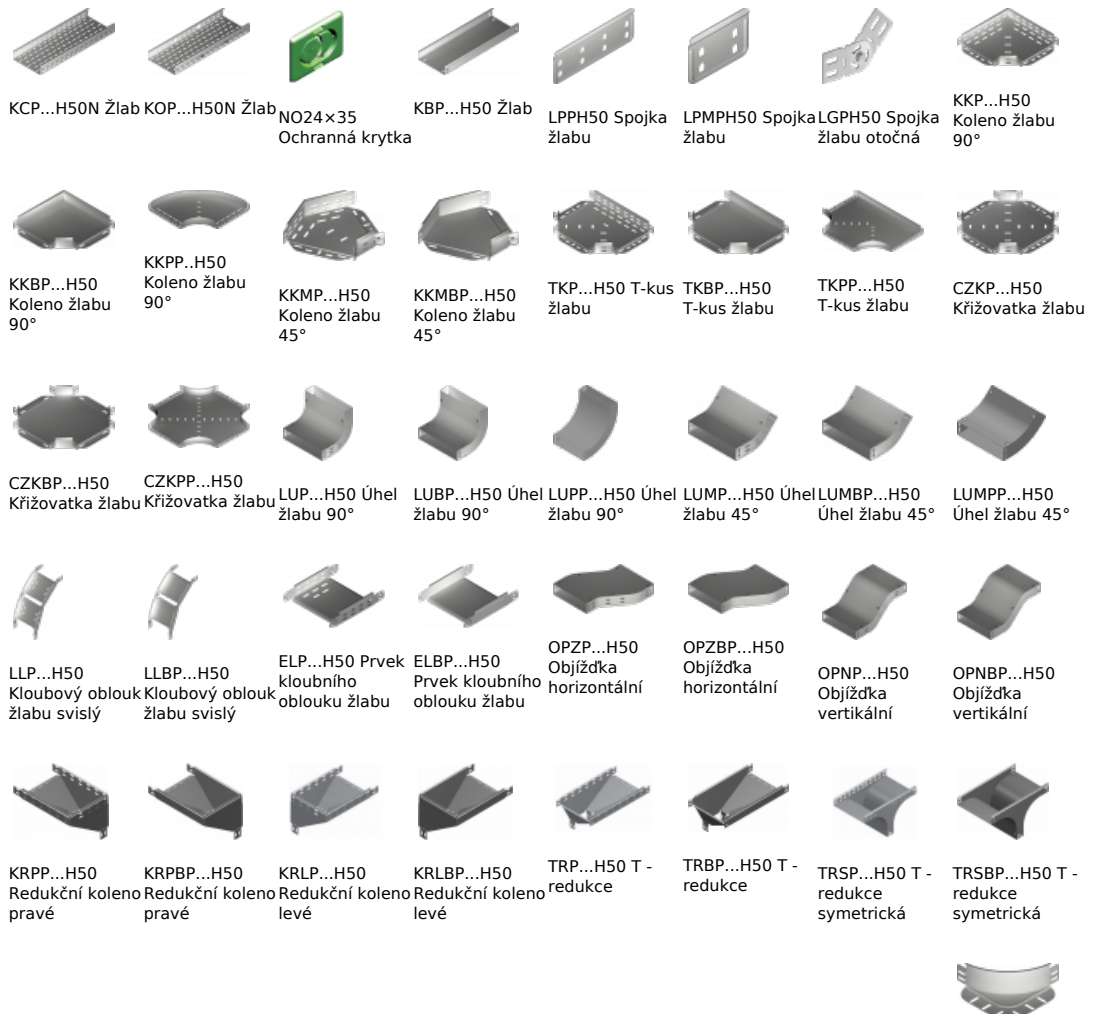 KCP...H50N Žlab
KOP...H50N Žlab
NO24×35
Ochranná krytka
KBP...H50 Žlab
LPPH50 Spojka
žlabu
LPMPH50 Spojka
žlabu
LGPH50 Spojka
žlabu otočná
KKP...H50
Koleno žlabu
90°
KKBP...H50
Koleno žlabu
90°
KKPP..H50
Koleno žlabu
90°
KKMP...H50
Koleno žlabu
45°
KKMBP...H50
Koleno žlabu
45°
TKP...H50 T-kus
žlabu
TKBP...H50
T-kus žlabu
TKPP...H50
T-kus žlabu
CZKP...H50
Křižovatka žlabu
CZKBP...H50
Křižovatka žlabu
CZKPP...H50
Křižovatka žlabu
LUP...H50 Úhel
žlabu 90°
LUBP...H50 Úhel
žlabu 90°
LUPP...H50 Úhel
žlabu 90°
LUMP...H50 Úhel
žlabu 45°
LUMBP...H50
Úhel žlabu 45°
LUMPP...H50
Úhel žlabu 45°
LLP...H50
Kloubový oblouk
žlabu svislý
LLBP...H50
Kloubový oblouk
žlabu svislý
ELP...H50 Prvek
kloubního
oblouku žlabu
ELBP...H50
Prvek kloubního
oblouku žlabu
OPZP...H50
Objížďka
horizontální
OPZBP...H50
Objížďka
horizontální
OPNP...H50
Objížďka
vertikální
OPNBP...H50
Objížďka
vertikální
KRPP...H50
Redukční koleno
pravé
KRPBP...H50
Redukční koleno
pravé
KRLP...H50
Redukční koleno
levé
KRLBP...H50
Redukční koleno
levé
TRP...H50 T -
redukce
TRBP...H50 T -
redukce
TRSP...H50 T -
redukce
symetrická
TRSBP...H50 T -
redukce
symetrická